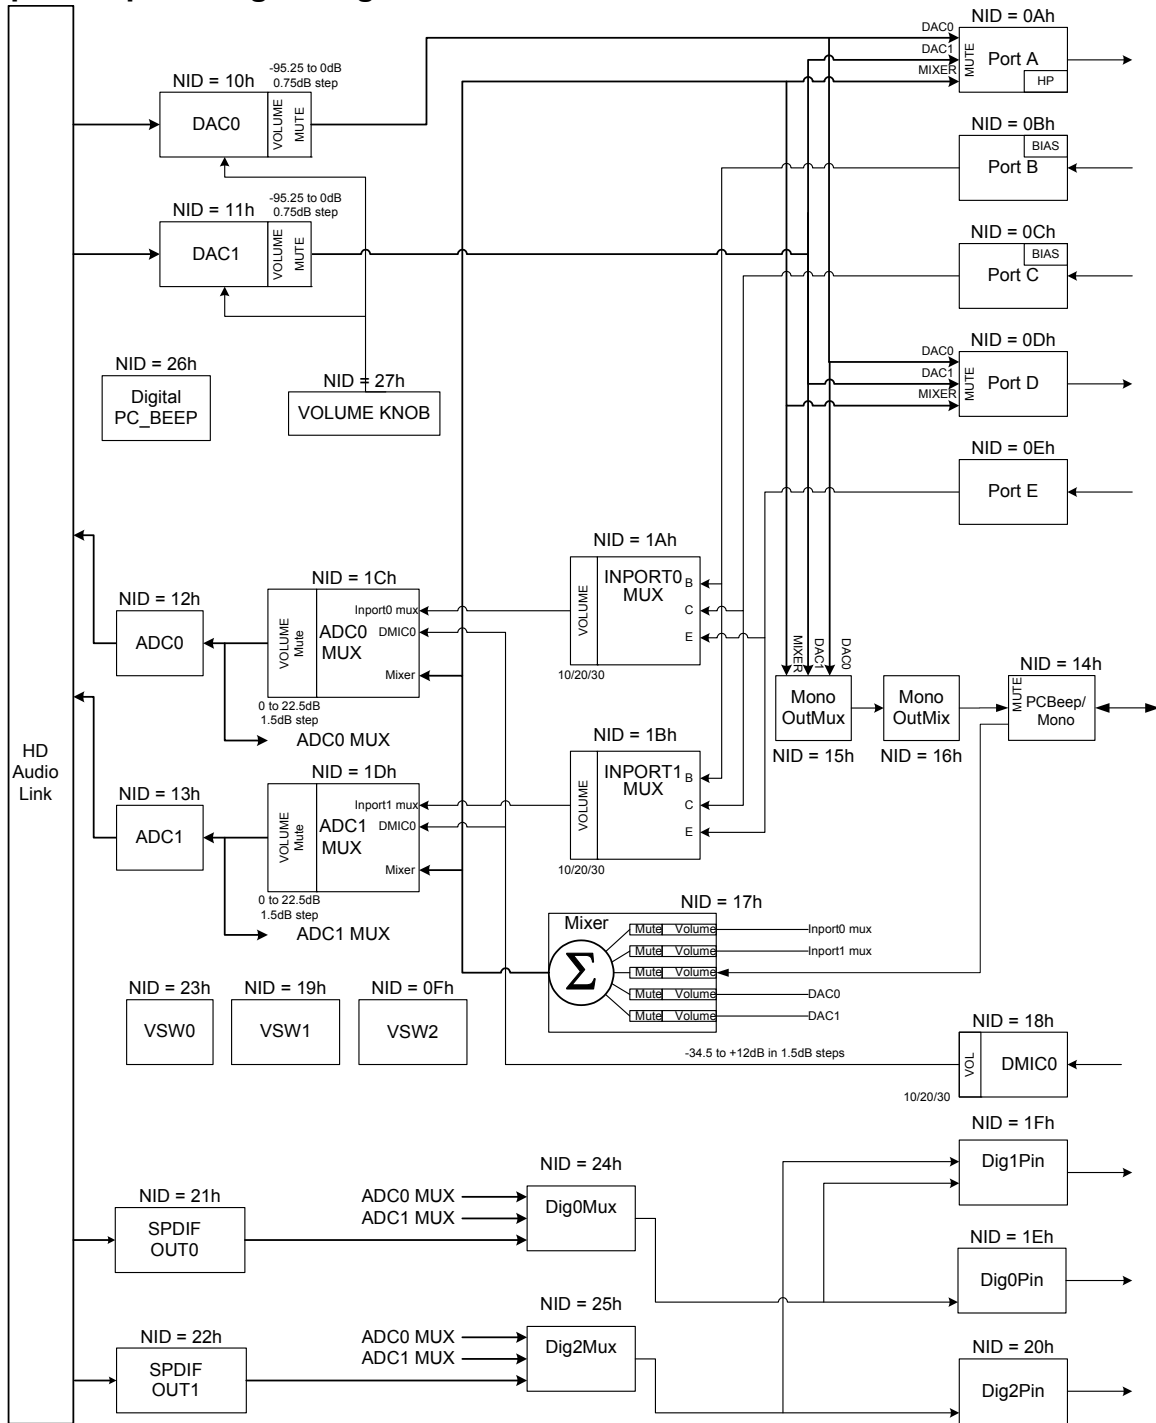 NID = 0Ah
DAC0
DAC1
MIXER
MUTE
Port A
HP
-95.25 to 0dB
0.75dB step
NID = 10h
DAC0
VOLUME
MUTE
NID = 0Bh
BIAS
Port B
-95.25 to 0dB
0.75dB step
NID = 11h
DAC1
VOLUME
MUTE
NID = 0Ch
BIAS
Port C
NID = 26h
Digital
PC_BEEP
NID = 27h
VOLUME KNOB
NID = 0Dh
DAC0
DAC1
MIXER
MUTE
Port D
NID = 0Eh
Port E
NID = 1Ah
VOLUME
INPORT0
MUX
B
C
E
10/20/30
NID = 1Ch
VOLUME
Mute
ADC0
MUX
Inport0 mux
DMIC0
Mixer
0 to 22.5dB
1.5dB step
ADC0 MUX
NID = 12h
ADC0
MIXER
DAC1
DAC0
Mono
OutMux
NID = 15h
Mono
OutMix
NID = 16h
NID = 14h
MUTE
PCBeep/
Mono
HD
Audio
Link
NID = 1Bh
VOLUME
INPORT1
MUX
B
C
E
10/20/30
NID = 1Dh
VOLUME
Mute
ADC1
MUX
Inport1 mux
DMIC0
Mixer
0 to 22.5dB
1.5dB step
ADC1 MUX
NID = 13h
ADC1
NID = 17h
Mixer
Σ
Mute Volume Inport0 mux
Mute Volume Inport1 mux
Mute Volume
Mute Volume DAC0
Mute Volume DAC1
NID = 23h
VSW0
NID = 19h
VSW1
NID = 0Fh
VSW2
-34.5 to +12dB in 1.5dB steps
NID = 18h
VOL
DMIC0
10/20/30
NID = 1Fh
Dig1Pin
NID = 24h
ADC0 MUX
ADC1 MUX
Dig0Mux
NID = 21h
SPDIF
OUT0
NID = 1Eh
Dig0Pin
NID = 25h
ADC0 MUX
ADC1 MUX
Dig2Mux
NID = 22h
SPDIF
OUT1
NID = 20h
Dig2Pin